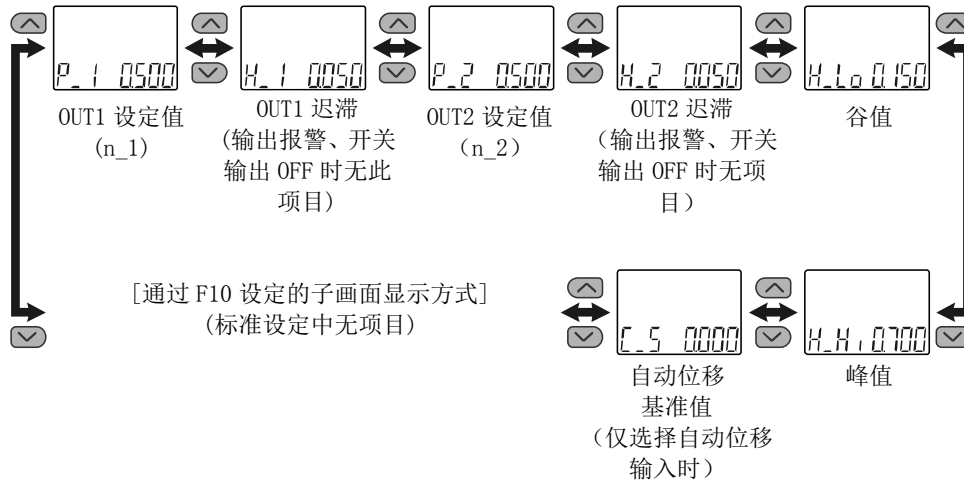 P_1 0.500
H_1 0.050
P_2 0.500
H_2 0.050
H_Lo 0.150
OUT1 设定值
(n_1)
OUT1 迟滞
(输出报警、开关
输出 OFF 时无此
项目)
OUT2 设定值
（n_2）
OUT2 迟滞
（输出报警、开关
输出 OFF 时无项
目）
谷值
[通过 F10 设定的子画面显示方式]
(标准设定中无项目)
C_S 0.000
H_Hi 0.700
自动位移
基准值
（仅选择自动位移
输入时）
峰值